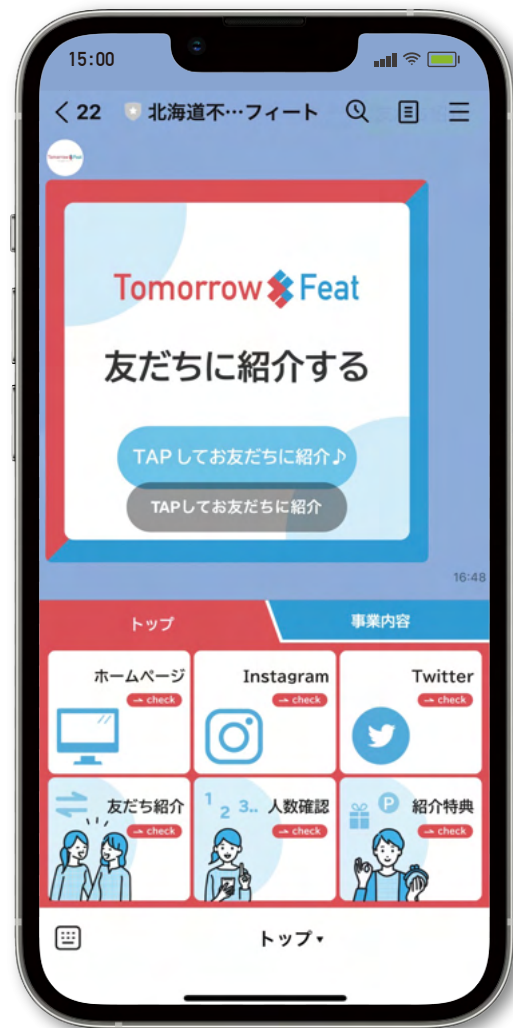 15:00
22 北海道不…フィート
Tomorrow Feat
Tomorrow Feat
友だちに紹介する
TAP してお友だちに紹介♪
TAPしてお友だちに紹介
16:48
トップ 事業内容
ホームページ Instagram Twitter
→ check → check → check
1 2 3.. P
友だち紹介 人数確認 紹介特典
→ check → check → check
トップ▾